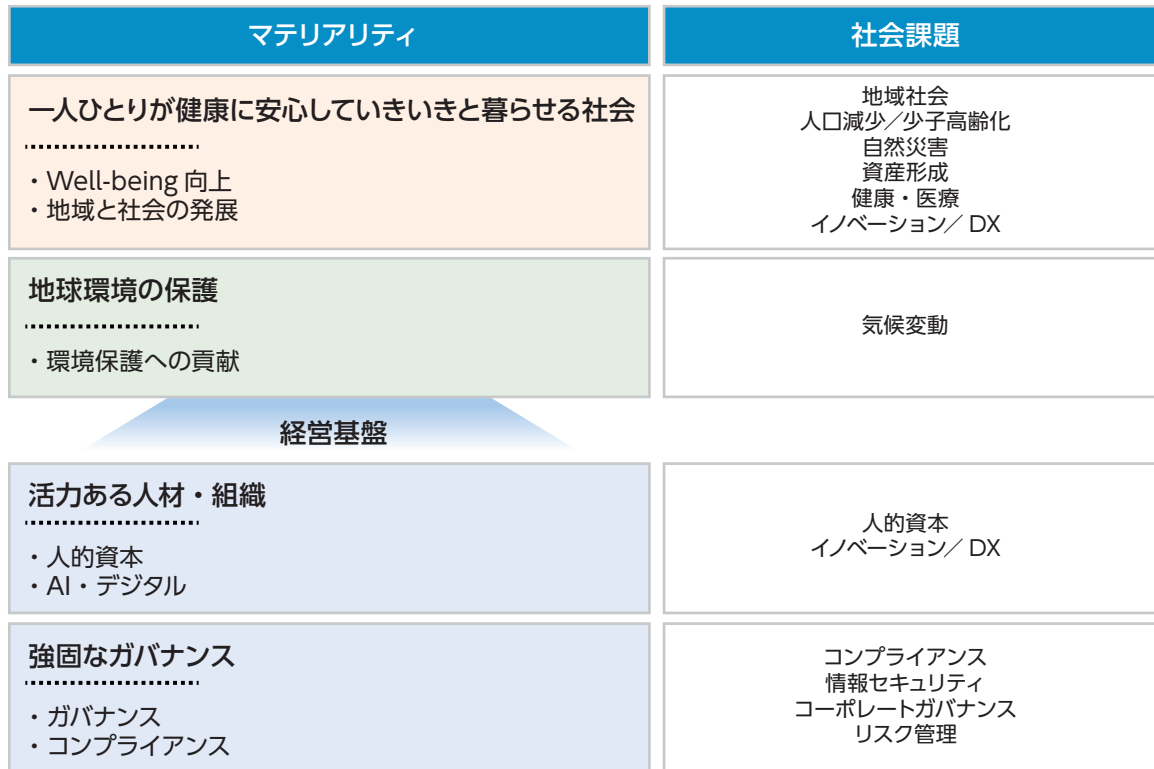 マテリアリティ
社会課題
一人ひとりが健康に安心していきいきと暮らせる社会
・Well-being 向上
・地域と社会の発展
地域社会
人口減少／少子高齢化
自然災害
資産形成
健康・医療
イノベーション／ DX
地球環境の保護
・環境保護への貢献
気候変動
経営基盤
活力ある人材・組織
・人的資本
・AI・デジタル
人的資本
イノベーション／ DX
強固なガバナンス
・ガバナンス
・コンプライアンス
コンプライアンス
情報セキュリティ
コーポレートガバナンス
リスク管理